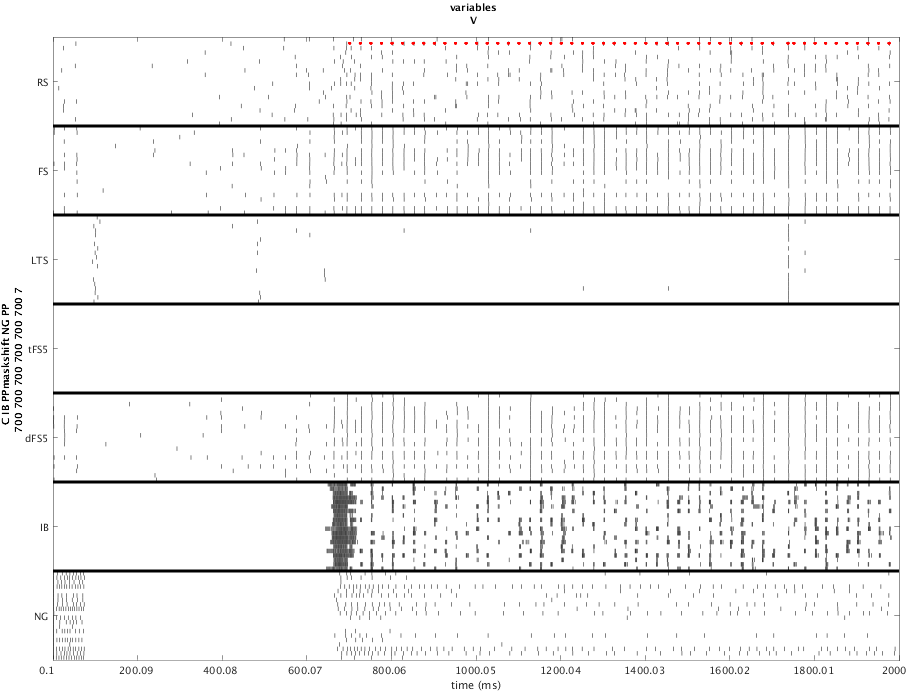 variables
V
RS
FS
LTS
tFS5
dFS5
IB
NG
C IB PPmaskshift NG PP
700 700 700 700 700 700 7
0.1 200.09 400.08 600.07 800.06 1000.05 1200.04 1400.03 1600.02 1800.01 2000
time (ms)